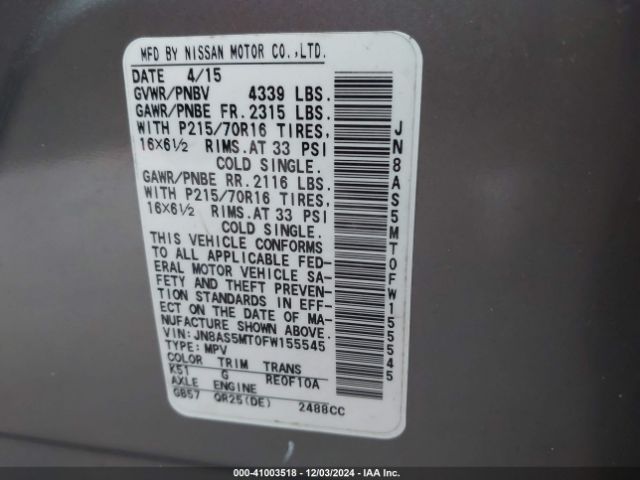 MFD BY NISSAN MOTOR CO.,LTD.
DATE 4/15
GVWR/PNBV 4339 LBS.
GAWR/PNBE FR. 2315 LBS.
WITH P215/70R16 TIRES,
16X6½ RIMS. AT 33 PSI
COLD SINGLE.
GAWR/PNBE RR. 2116 LBS.
WITH P215/70R16 TIRES,
16X6½ RIMS. AT 33 PSI
COLD SINGLE.
THIS VEHICLE CONFORMS
TO ALL APPLICABLE FED-
ERAL MOTOR VEHICLE SA-
FETY AND THEFT PREVEN-
TION STANDARDS IN EFF-
ECT ON THE DATE OF MA-
NUFACTURE SHOWN ABOVE.
VIN: JN8AS5MT0FW155545
TYPE: MPV
COLOR TRIM TRANS
K51 G RE0F10A
AXLE ENGINE
GB57 QR25(DE) 2488CC
JN8AS5MT0FW155545
000-41003518 - 12/03/2024 - IAA Inc.